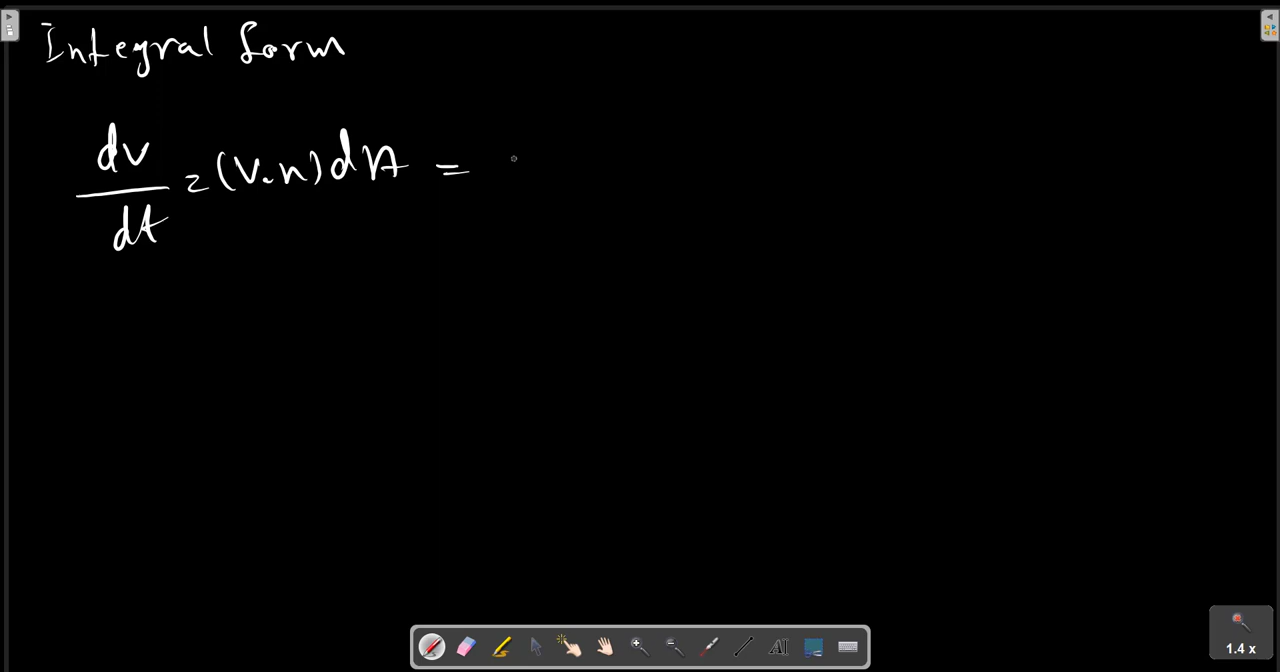 Integral form
dv/dt = (V.n) dA =
1.4 x